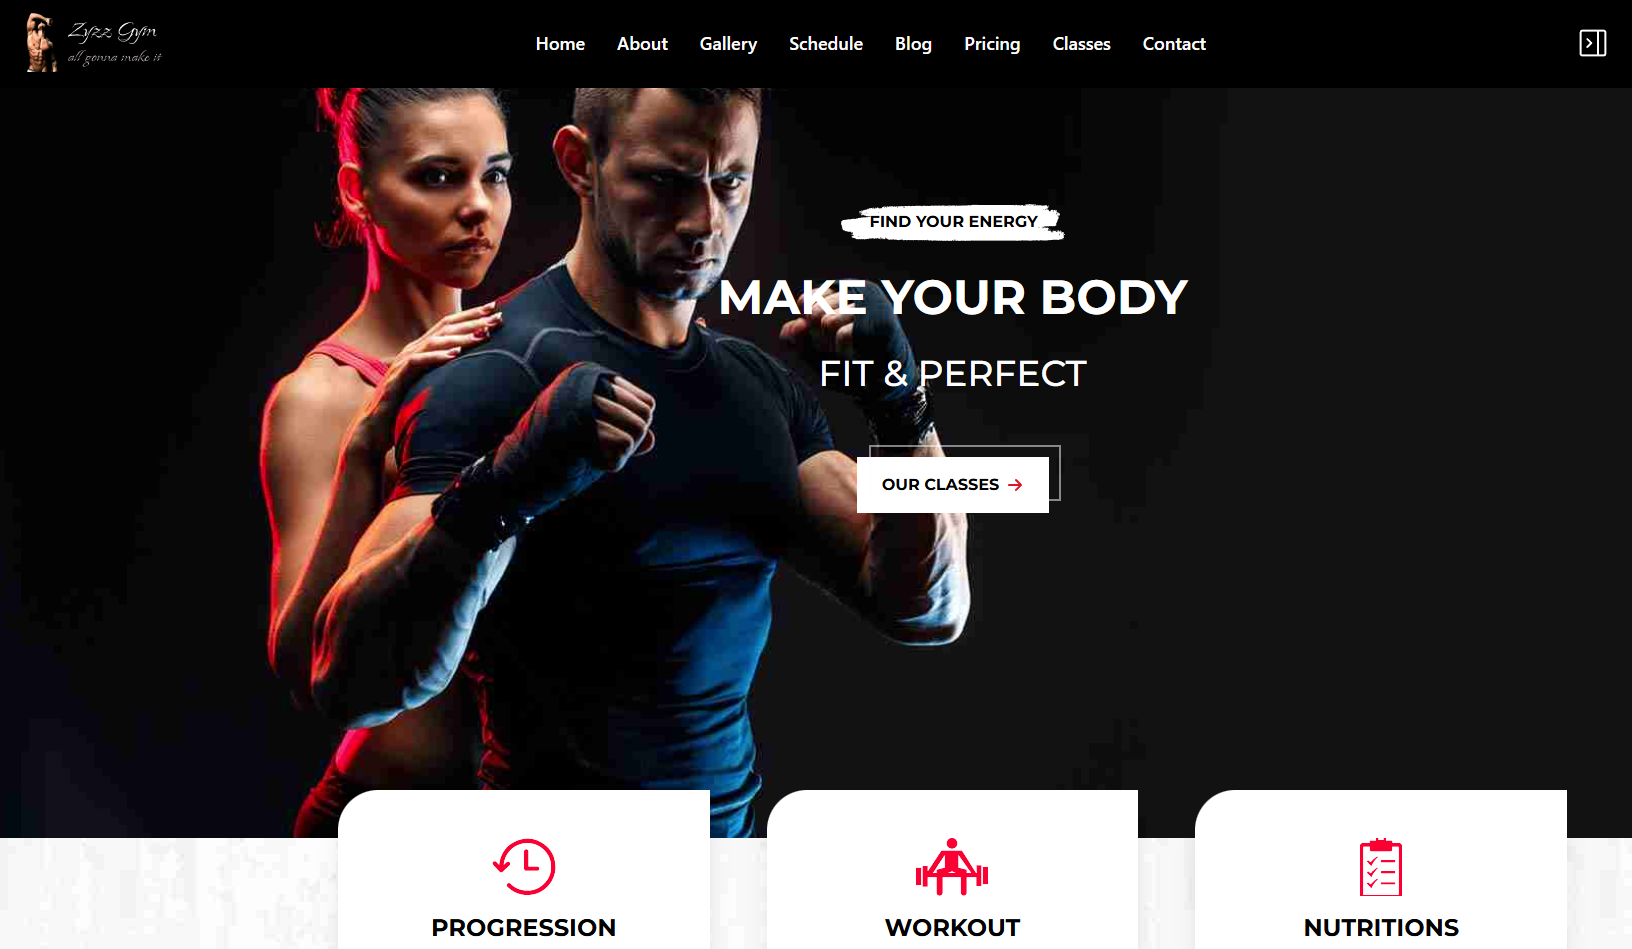 Zyzz Gym
all gonna make it
Home About Gallery Schedule Blog Pricing Classes Contact
FIND YOUR ENERGY
MAKE YOUR BODY
FIT & PERFECT
OUR CLASSES
PROGRESSION WORKOUT NUTRITIONS